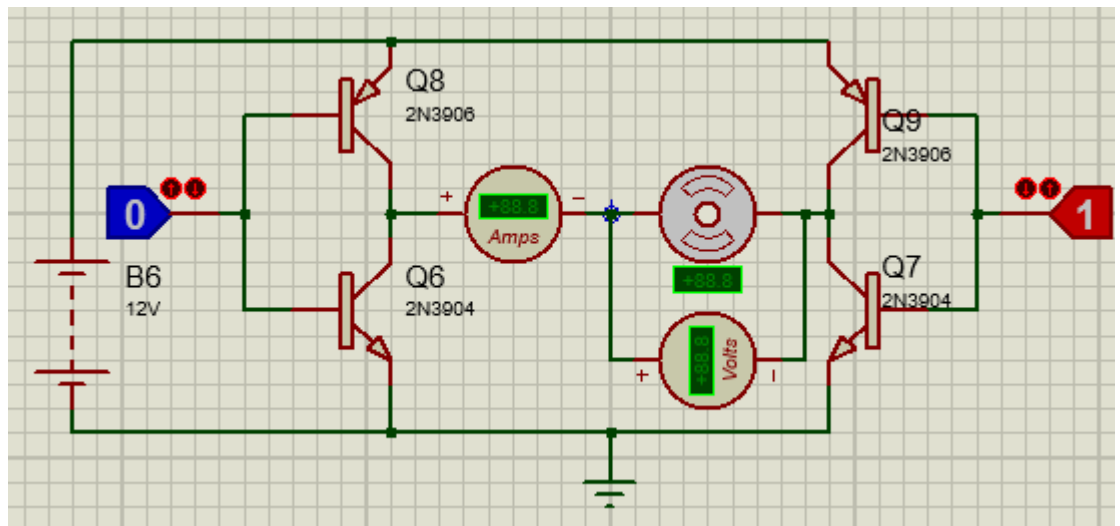 Q8
2N3906
Q9
2N3906
0
+
+88.8
Amps
−
1
+88.8
B6
12V
Q6
2N3904
Q7
2N3904
+
+88.8
Volts
−